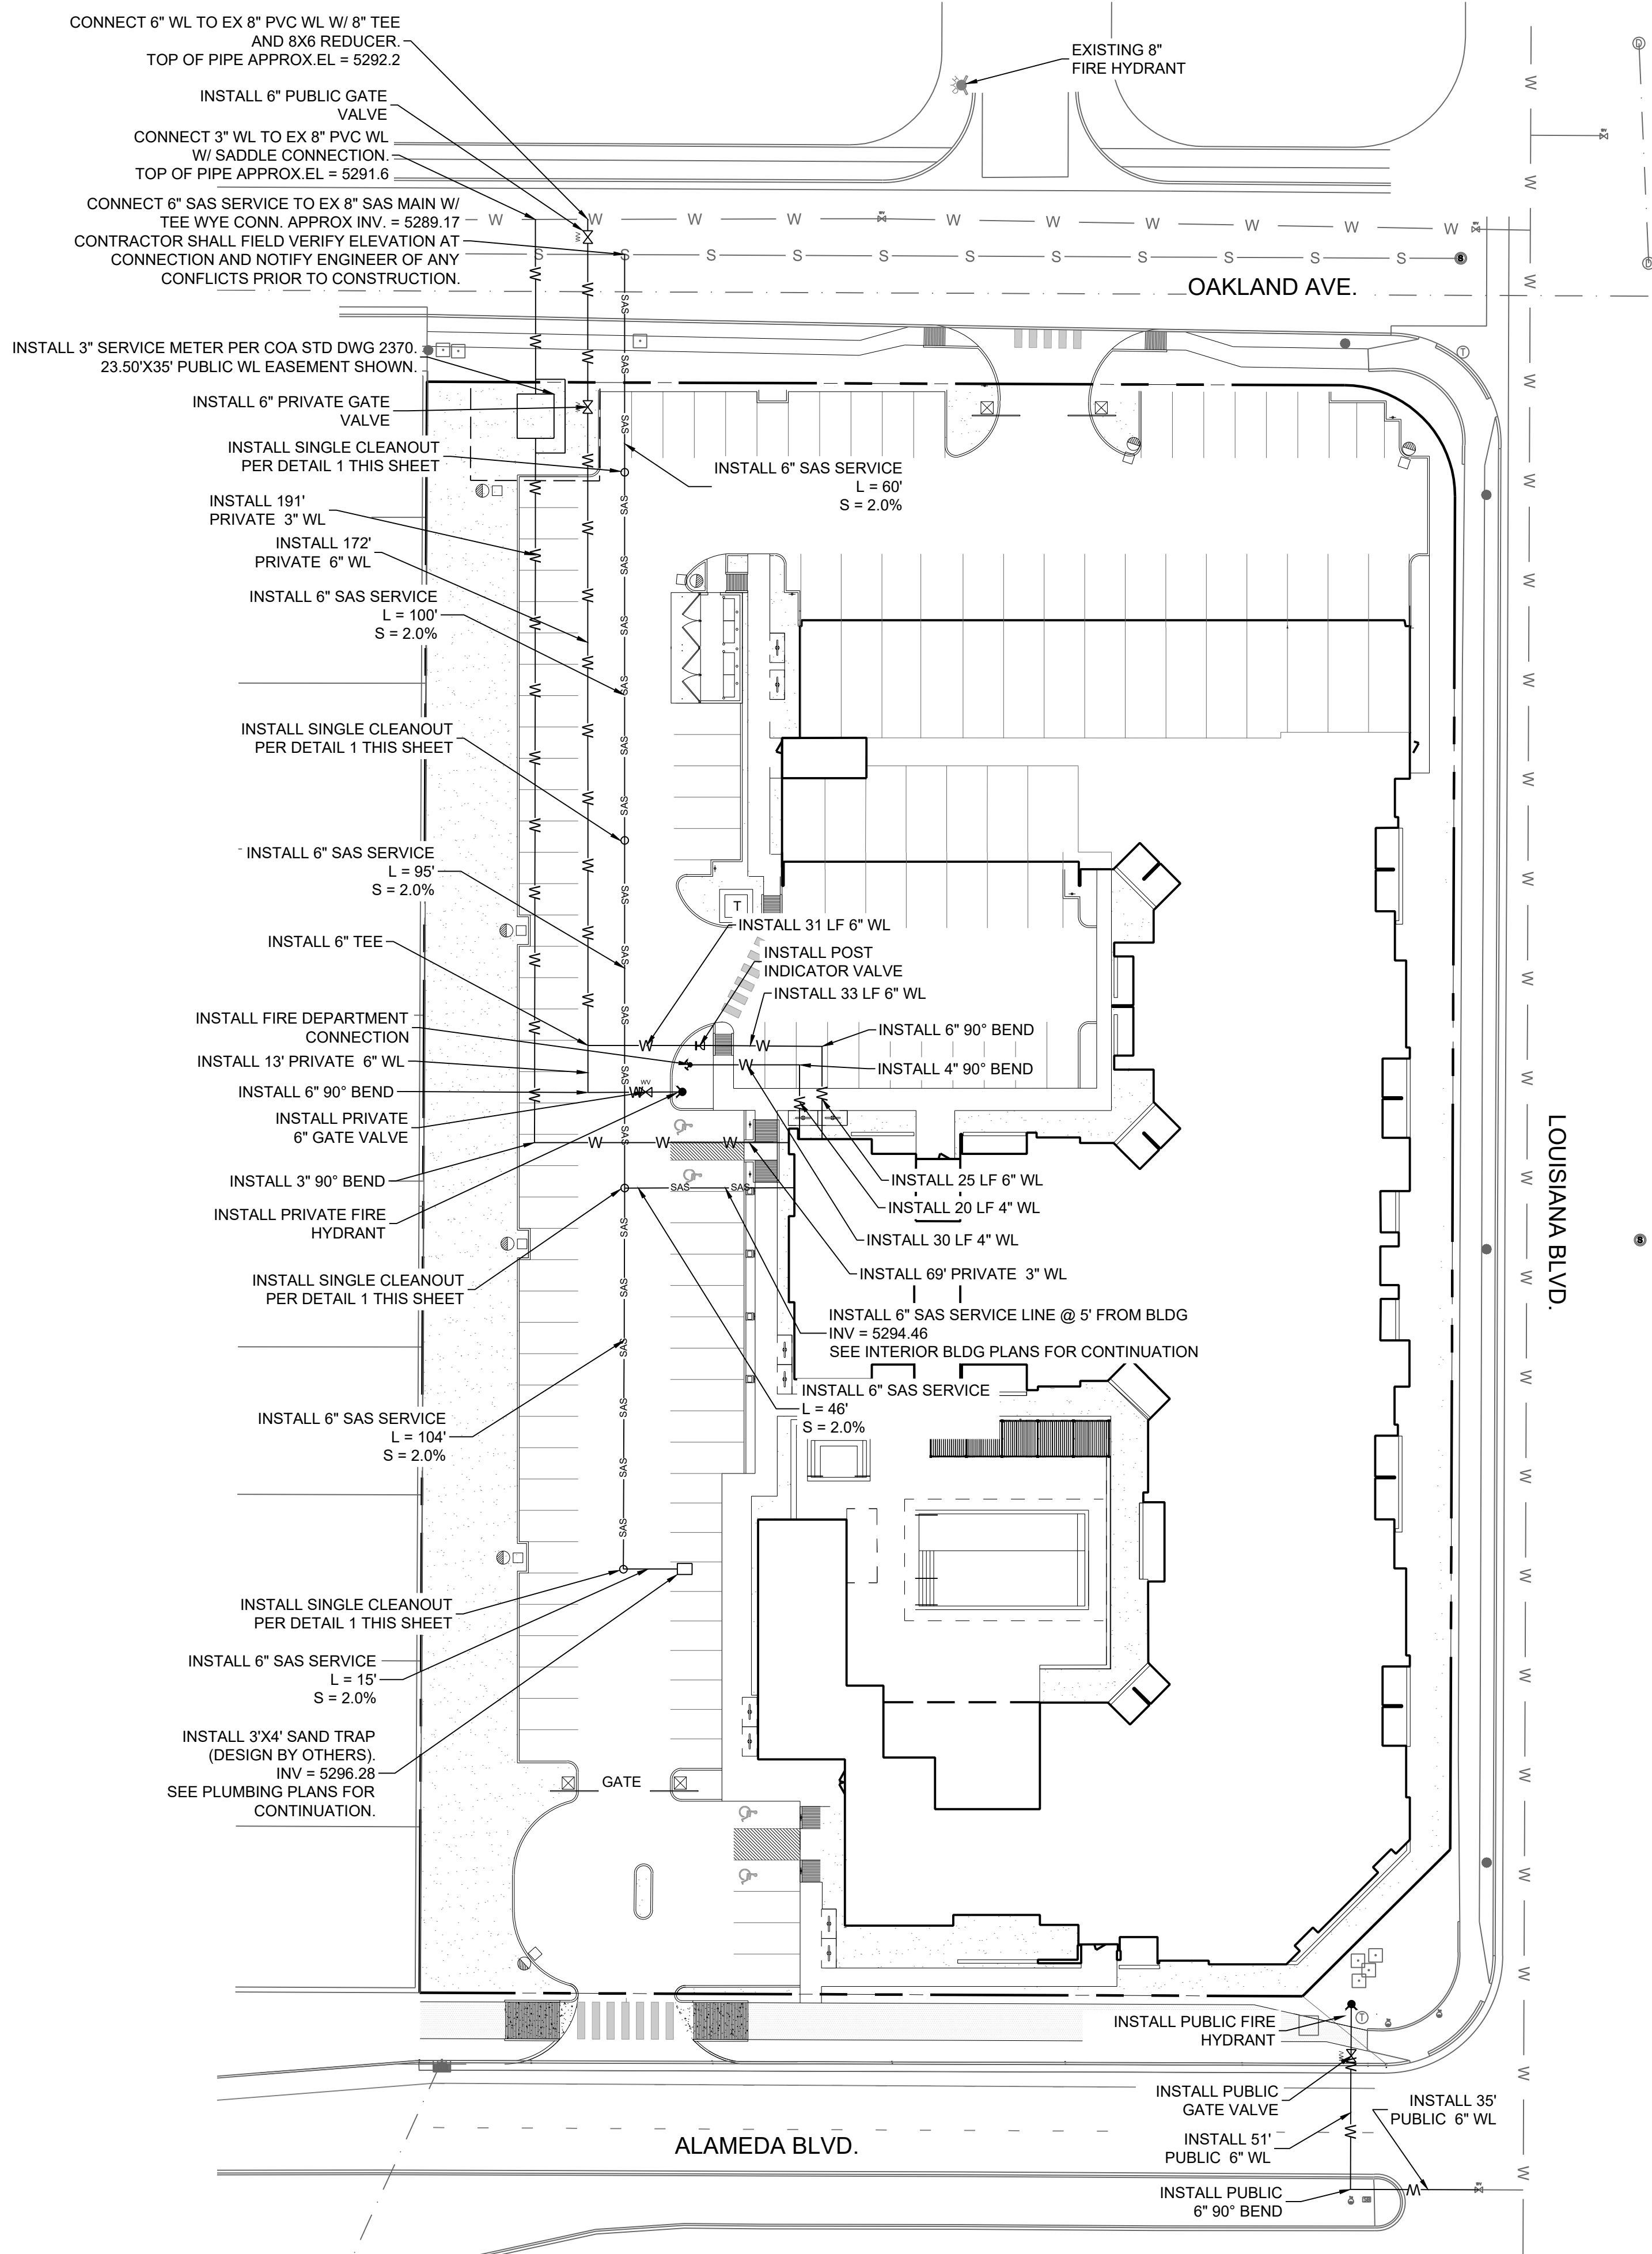 CONNECT 6" WL TO EX 8" PVC WL W/ 8" TEE
AND 8X6 REDUCER.
TOP OF PIPE APPROX.EL = 5292.2
EXISTING 8"
FIRE HYDRANT
INSTALL 6" PUBLIC GATE
VALVE
CONNECT 3" WL TO EX 8" PVC WL
W/ SADDLE CONNECTION.
TOP OF PIPE APPROX.EL = 5291.6
CONNECT 6" SAS SERVICE TO EX 8" SAS MAIN W/
TEE WYE CONN. APPROX INV. = 5289.17
CONTRACTOR SHALL FIELD VERIFY ELEVATION AT
CONNECTION AND NOTIFY ENGINEER OF ANY
CONFLICTS PRIOR TO CONSTRUCTION.
OAKLAND AVE.
INSTALL 3" SERVICE METER PER COA STD DWG 2370.
23.50'X35' PUBLIC WL EASEMENT SHOWN.
INSTALL 6" PRIVATE GATE
VALVE
INSTALL SINGLE CLEANOUT
PER DETAIL 1 THIS SHEET
INSTALL 6" SAS SERVICE
L = 60'
S = 2.0%
INSTALL 191'
PRIVATE 3" WL
INSTALL 172'
PRIVATE 6" WL
INSTALL 6" SAS SERVICE
L = 100'
S = 2.0%
INSTALL SINGLE CLEANOUT
PER DETAIL 1 THIS SHEET
INSTALL 6" SAS SERVICE
L = 95'
S = 2.0%
T
INSTALL 31 LF 6" WL
INSTALL 6" TEE
INSTALL POST
INDICATOR VALVE
INSTALL 33 LF 6" WL
INSTALL FIRE DEPARTMENT
CONNECTION
INSTALL 6" 90° BEND
INSTALL 13' PRIVATE 6" WL
INSTALL 4" 90° BEND
INSTALL 6" 90° BEND
INSTALL PRIVATE
6" GATE VALVE
INSTALL 3" 90° BEND
INSTALL 25 LF 6" WL
INSTALL 20 LF 4" WL
INSTALL PRIVATE FIRE
HYDRANT
INSTALL 30 LF 4" WL
INSTALL 69' PRIVATE 3" WL
LOUISIANA BLVD.
INSTALL SINGLE CLEANOUT
PER DETAIL 1 THIS SHEET
INSTALL 6" SAS SERVICE LINE @ 5' FROM BLDG
INV = 5294.46
SEE INTERIOR BLDG PLANS FOR CONTINUATION
INSTALL 6" SAS SERVICE
L = 46'
S = 2.0%
INSTALL 6" SAS SERVICE
L = 104'
S = 2.0%
INSTALL SINGLE CLEANOUT
PER DETAIL 1 THIS SHEET
INSTALL 6" SAS SERVICE
L = 15'
S = 2.0%
INSTALL 3'X4' SAND TRAP
(DESIGN BY OTHERS).
INV = 5296.28
SEE PLUMBING PLANS FOR
CONTINUATION.
GATE
INSTALL PUBLIC FIRE
HYDRANT
INSTALL PUBLIC
GATE VALVE
INSTALL 35'
PUBLIC 6" WL
INSTALL 51'
PUBLIC 6" WL
ALAMEDA BLVD.
INSTALL PUBLIC
6" 90° BEND